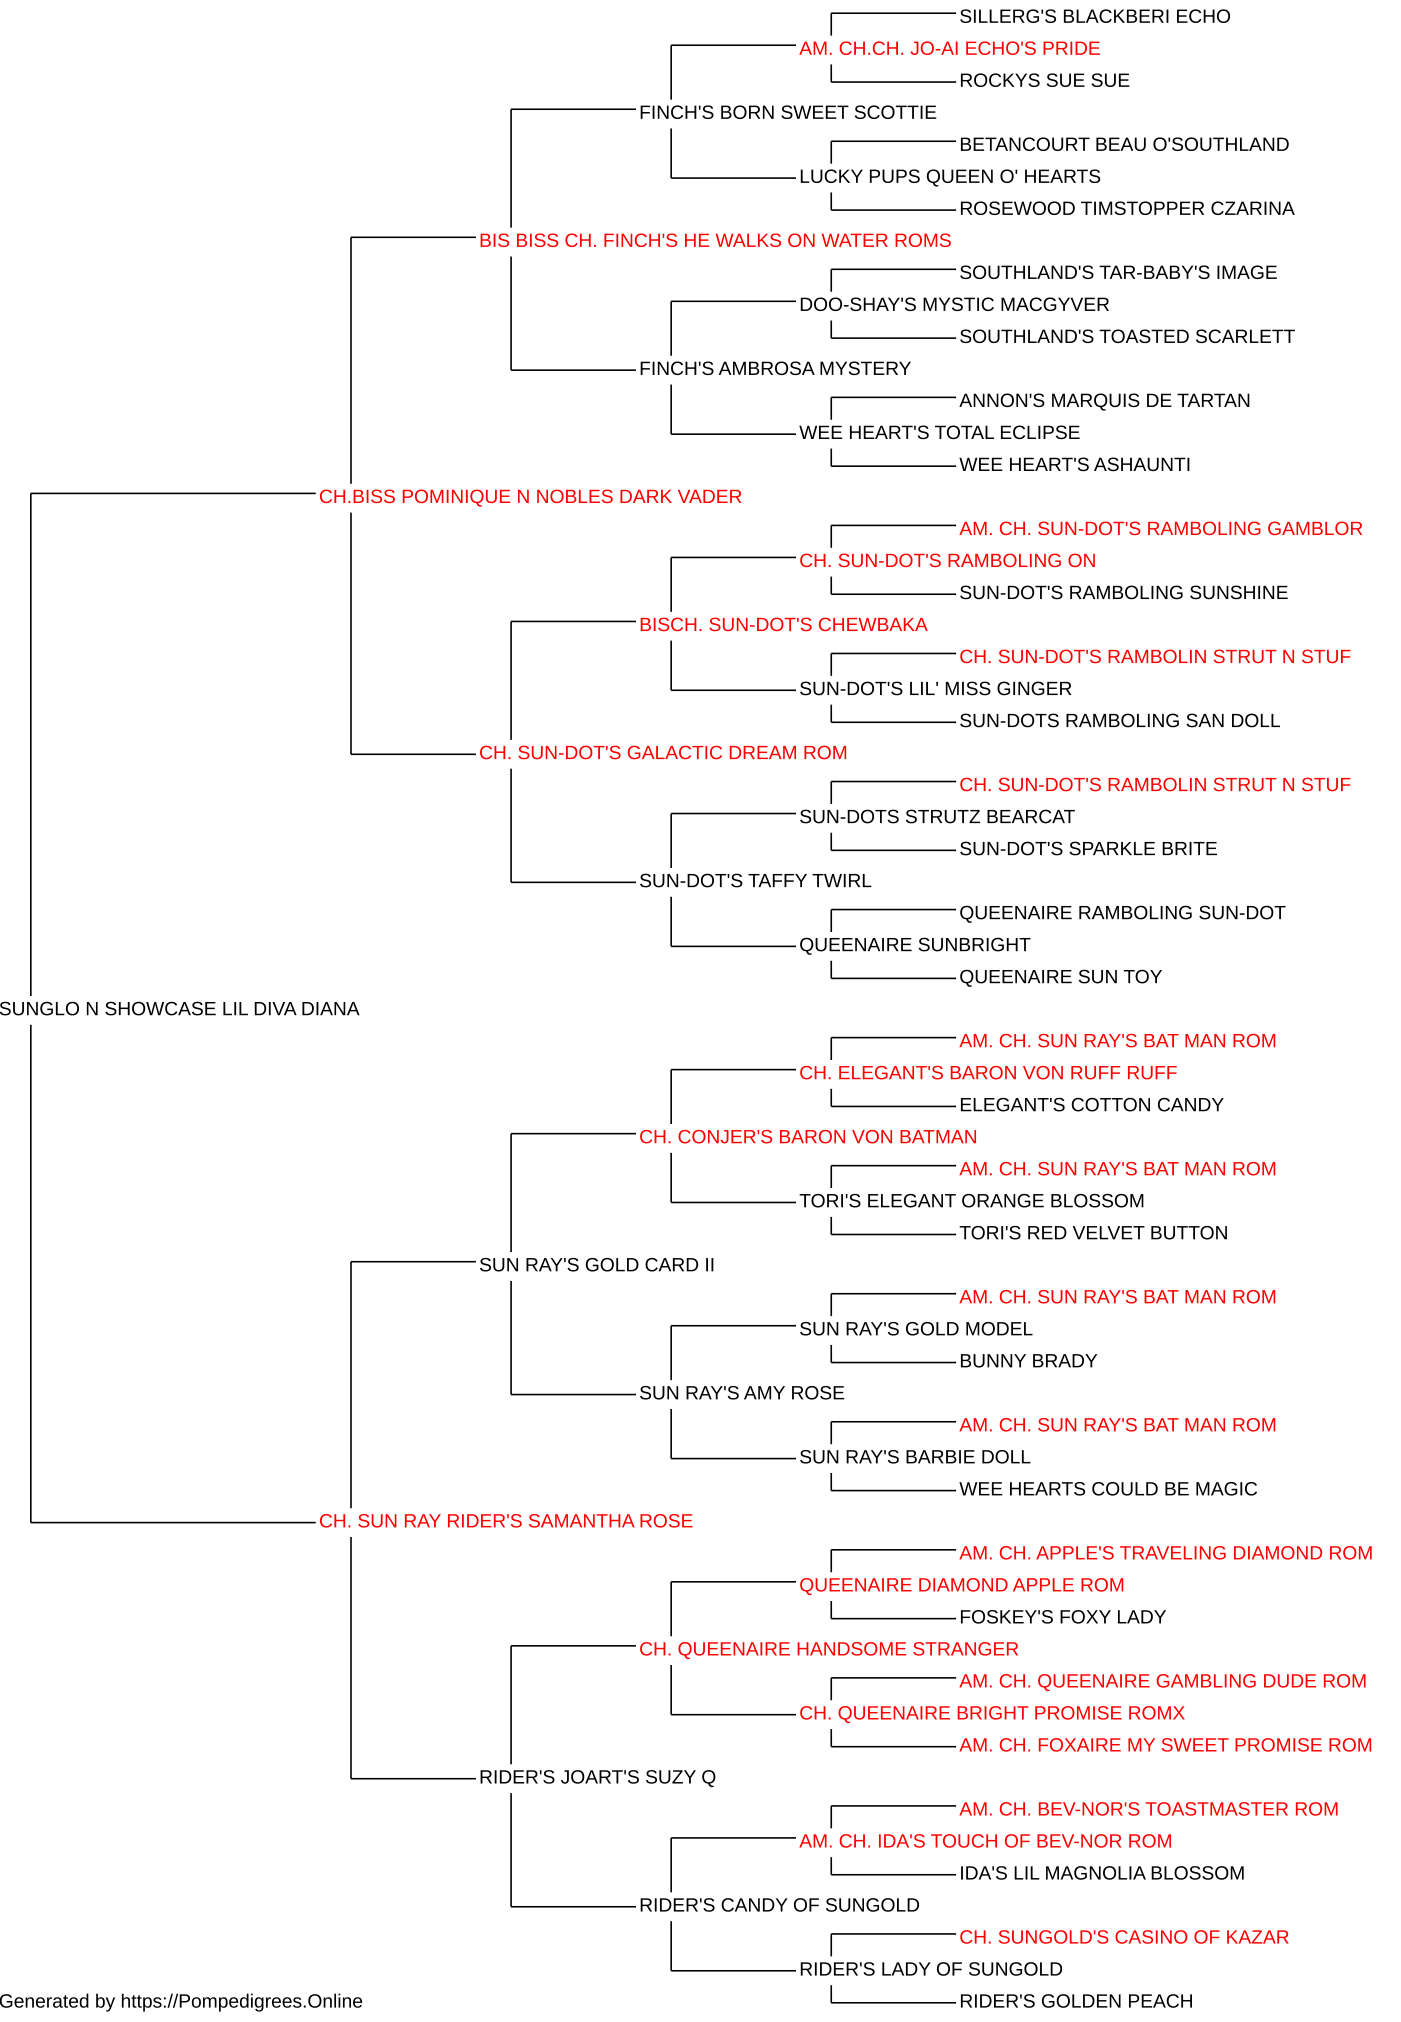 SILLERG'S BLACKBERI ECHO
AM. CH.CH. JO-AI ECHO'S PRIDE
ROCKYS SUE SUE
FINCH'S BORN SWEET SCOTTIE
BETANCOURT BEAU O'SOUTHLAND
LUCKY PUPS QUEEN O' HEARTS
ROSEWOOD TIMSTOPPER CZARINA
BIS BISS CH. FINCH'S HE WALKS ON WATER ROMS
SOUTHLAND'S TAR-BABY'S IMAGE
DOO-SHAY'S MYSTIC MACGYVER
SOUTHLAND'S TOASTED SCARLETT
FINCH'S AMBROSA MYSTERY
ANNON'S MARQUIS DE TARTAN
WEE HEART'S TOTAL ECLIPSE
WEE HEART'S ASHAUNTI
CH.BISS POMINIQUE N NOBLES DARK VADER
AM. CH. SUN-DOT'S RAMBOLING GAMBLOR
CH. SUN-DOT'S RAMBOLING ON
SUN-DOT'S RAMBOLING SUNSHINE
BISCH. SUN-DOT'S CHEWBAKA
CH. SUN-DOT'S RAMBOLIN STRUT N STUF
SUN-DOT'S LIL' MISS GINGER
SUN-DOTS RAMBOLING SAN DOLL
CH. SUN-DOT'S GALACTIC DREAM ROM
CH. SUN-DOT'S RAMBOLIN STRUT N STUF
SUN-DOTS STRUTZ BEARCAT
SUN-DOT'S SPARKLE BRITE
SUN-DOT'S TAFFY TWIRL
QUEENAIRE RAMBOLING SUN-DOT
QUEENAIRE SUNBRIGHT
QUEENAIRE SUN TOY
SUNGLO N SHOWCASE LIL DIVA DIANA
AM. CH. SUN RAY'S BAT MAN ROM
CH. ELEGANT'S BARON VON RUFF RUFF
ELEGANT'S COTTON CANDY
CH. CONJER'S BARON VON BATMAN
AM. CH. SUN RAY'S BAT MAN ROM
TORI'S ELEGANT ORANGE BLOSSOM
TORI'S RED VELVET BUTTON
SUN RAY'S GOLD CARD II
AM. CH. SUN RAY'S BAT MAN ROM
SUN RAY'S GOLD MODEL
BUNNY BRADY
SUN RAY'S AMY ROSE
AM. CH. SUN RAY'S BAT MAN ROM
SUN RAY'S BARBIE DOLL
WEE HEARTS COULD BE MAGIC
CH. SUN RAY RIDER'S SAMANTHA ROSE
AM. CH. APPLE'S TRAVELING DIAMOND ROM
QUEENAIRE DIAMOND APPLE ROM
FOSKEY'S FOXY LADY
CH. QUEENAIRE HANDSOME STRANGER
AM. CH. QUEENAIRE GAMBLING DUDE ROM
CH. QUEENAIRE BRIGHT PROMISE ROMX
AM. CH. FOXAIRE MY SWEET PROMISE ROM
RIDER'S JOART'S SUZY Q
AM. CH. BEV-NOR'S TOASTMASTER ROM
AM. CH. IDA'S TOUCH OF BEV-NOR ROM
IDA'S LIL MAGNOLIA BLOSSOM
RIDER'S CANDY OF SUNGOLD
CH. SUNGOLD'S CASINO OF KAZAR
RIDER'S LADY OF SUNGOLD
RIDER'S GOLDEN PEACH
Generated by https://Pompedigrees.Online